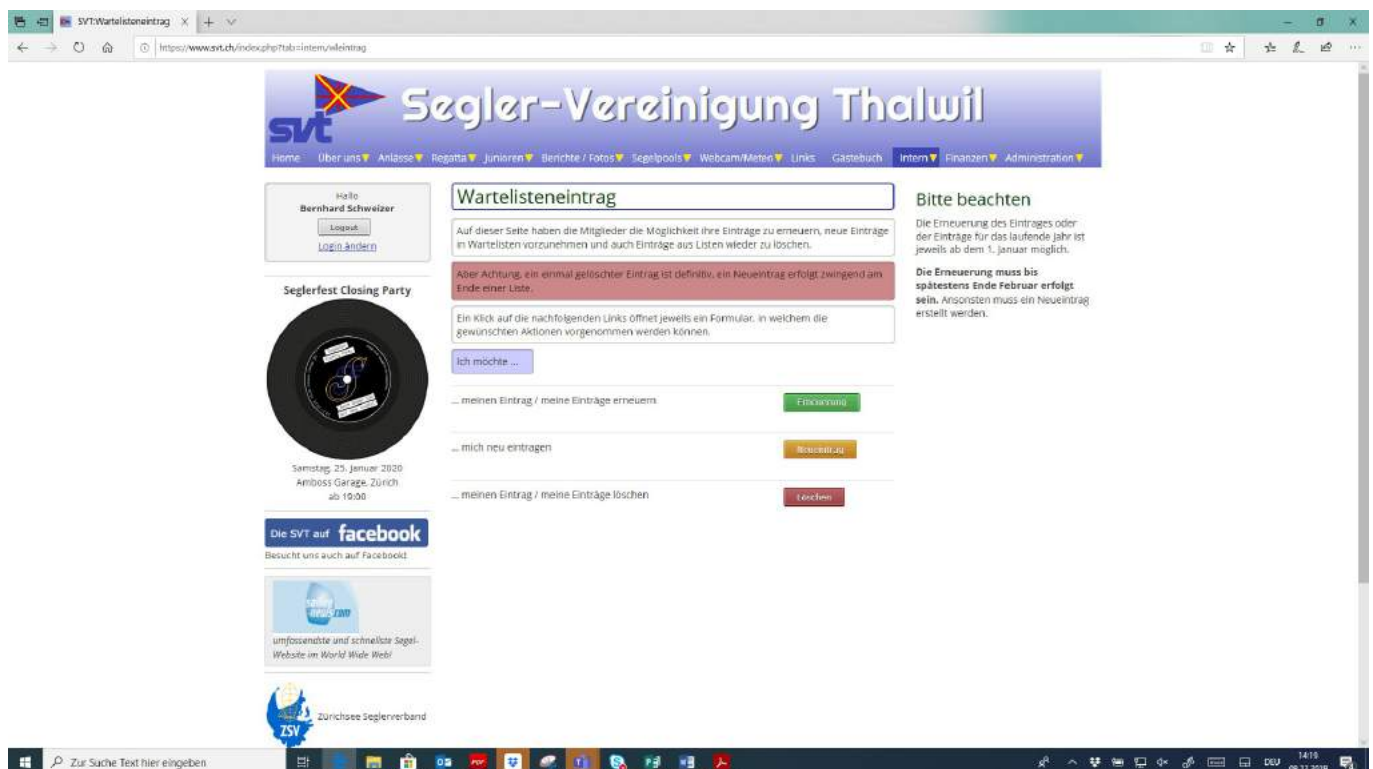 SVT:Wartelisteneintrag
https://www.svt.ch/index.php?tab=intern/wleintrag
svt
Segler-Vereinigung Thalwil
Home Über uns Anlässe Regatta Junioren Berichte / Fotos Segelpools Webcam/Meteo Links Gästebuch Intern Finanzen Administration
Hallo
Bernhard Schweizer
Logout
Login ändern
Seglerfest Closing Party
Samstag, 25. Januar 2020
Amboss Garage, Zürich
ab 19:00
Die SVT auf facebook
Besucht uns auch auf Facebook!
umfassendste und schnellste Segel-
Website im World Wide Web!
ZSV
Zürichsee Seglerverband
Wartelisteneintrag
Auf dieser Seite haben die Mitglieder die Möglichkeit ihre Einträge zu erneuern, neue Einträge
in Wartelisten vorzunehmen und auch Einträge aus Listen wieder zu löschen.
Aber Achtung, ein einmal gelöschter Eintrag ist definitiv, ein Neueintrag erfolgt zwingend am
Ende einer Liste.
Ein Klick auf die nachfolgenden Links öffnet jeweils ein Formular, in welchem die
gewünschten Aktionen vorgenommen werden können.
Ich möchte ...
... meinen Eintrag / meine Einträge erneuern
Erneuerung
... mich neu eintragen
Neueintrag
... meinen Eintrag / meine Einträge löschen
Löschen
Bitte beachten
Die Erneuerung des Eintrages oder
der Einträge für das laufende Jahr ist
jeweils ab dem 1. Januar möglich.
Die Erneuerung muss bis
spätestens Ende Februar erfolgt
sein. Ansonsten muss ein Neueintrag
erstellt werden.
Zur Suche Text hier eingeben
DEU
14:19